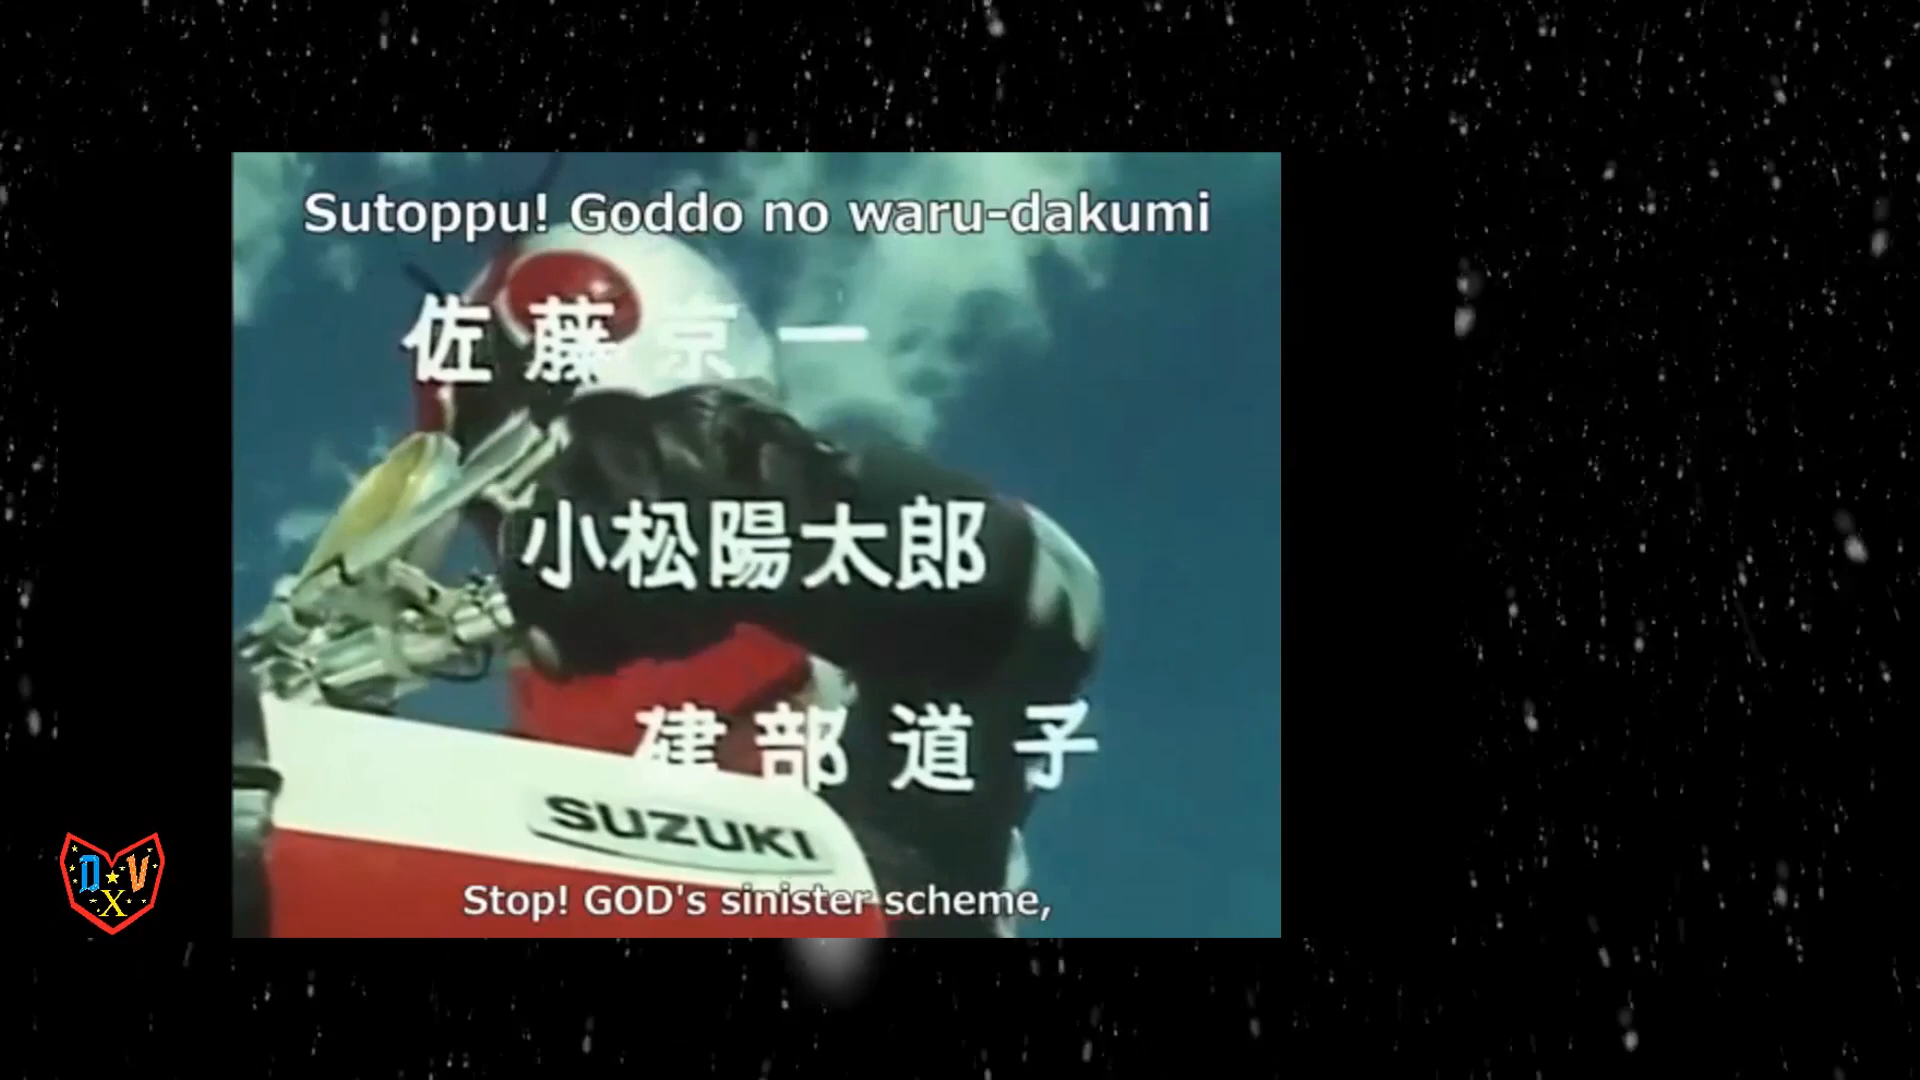 Sutoppu! Goddo no waru-dakumi
佐藤京一
小松陽太郎
建部道子
SUZUKI
Stop! GOD's sinister scheme,
D X V